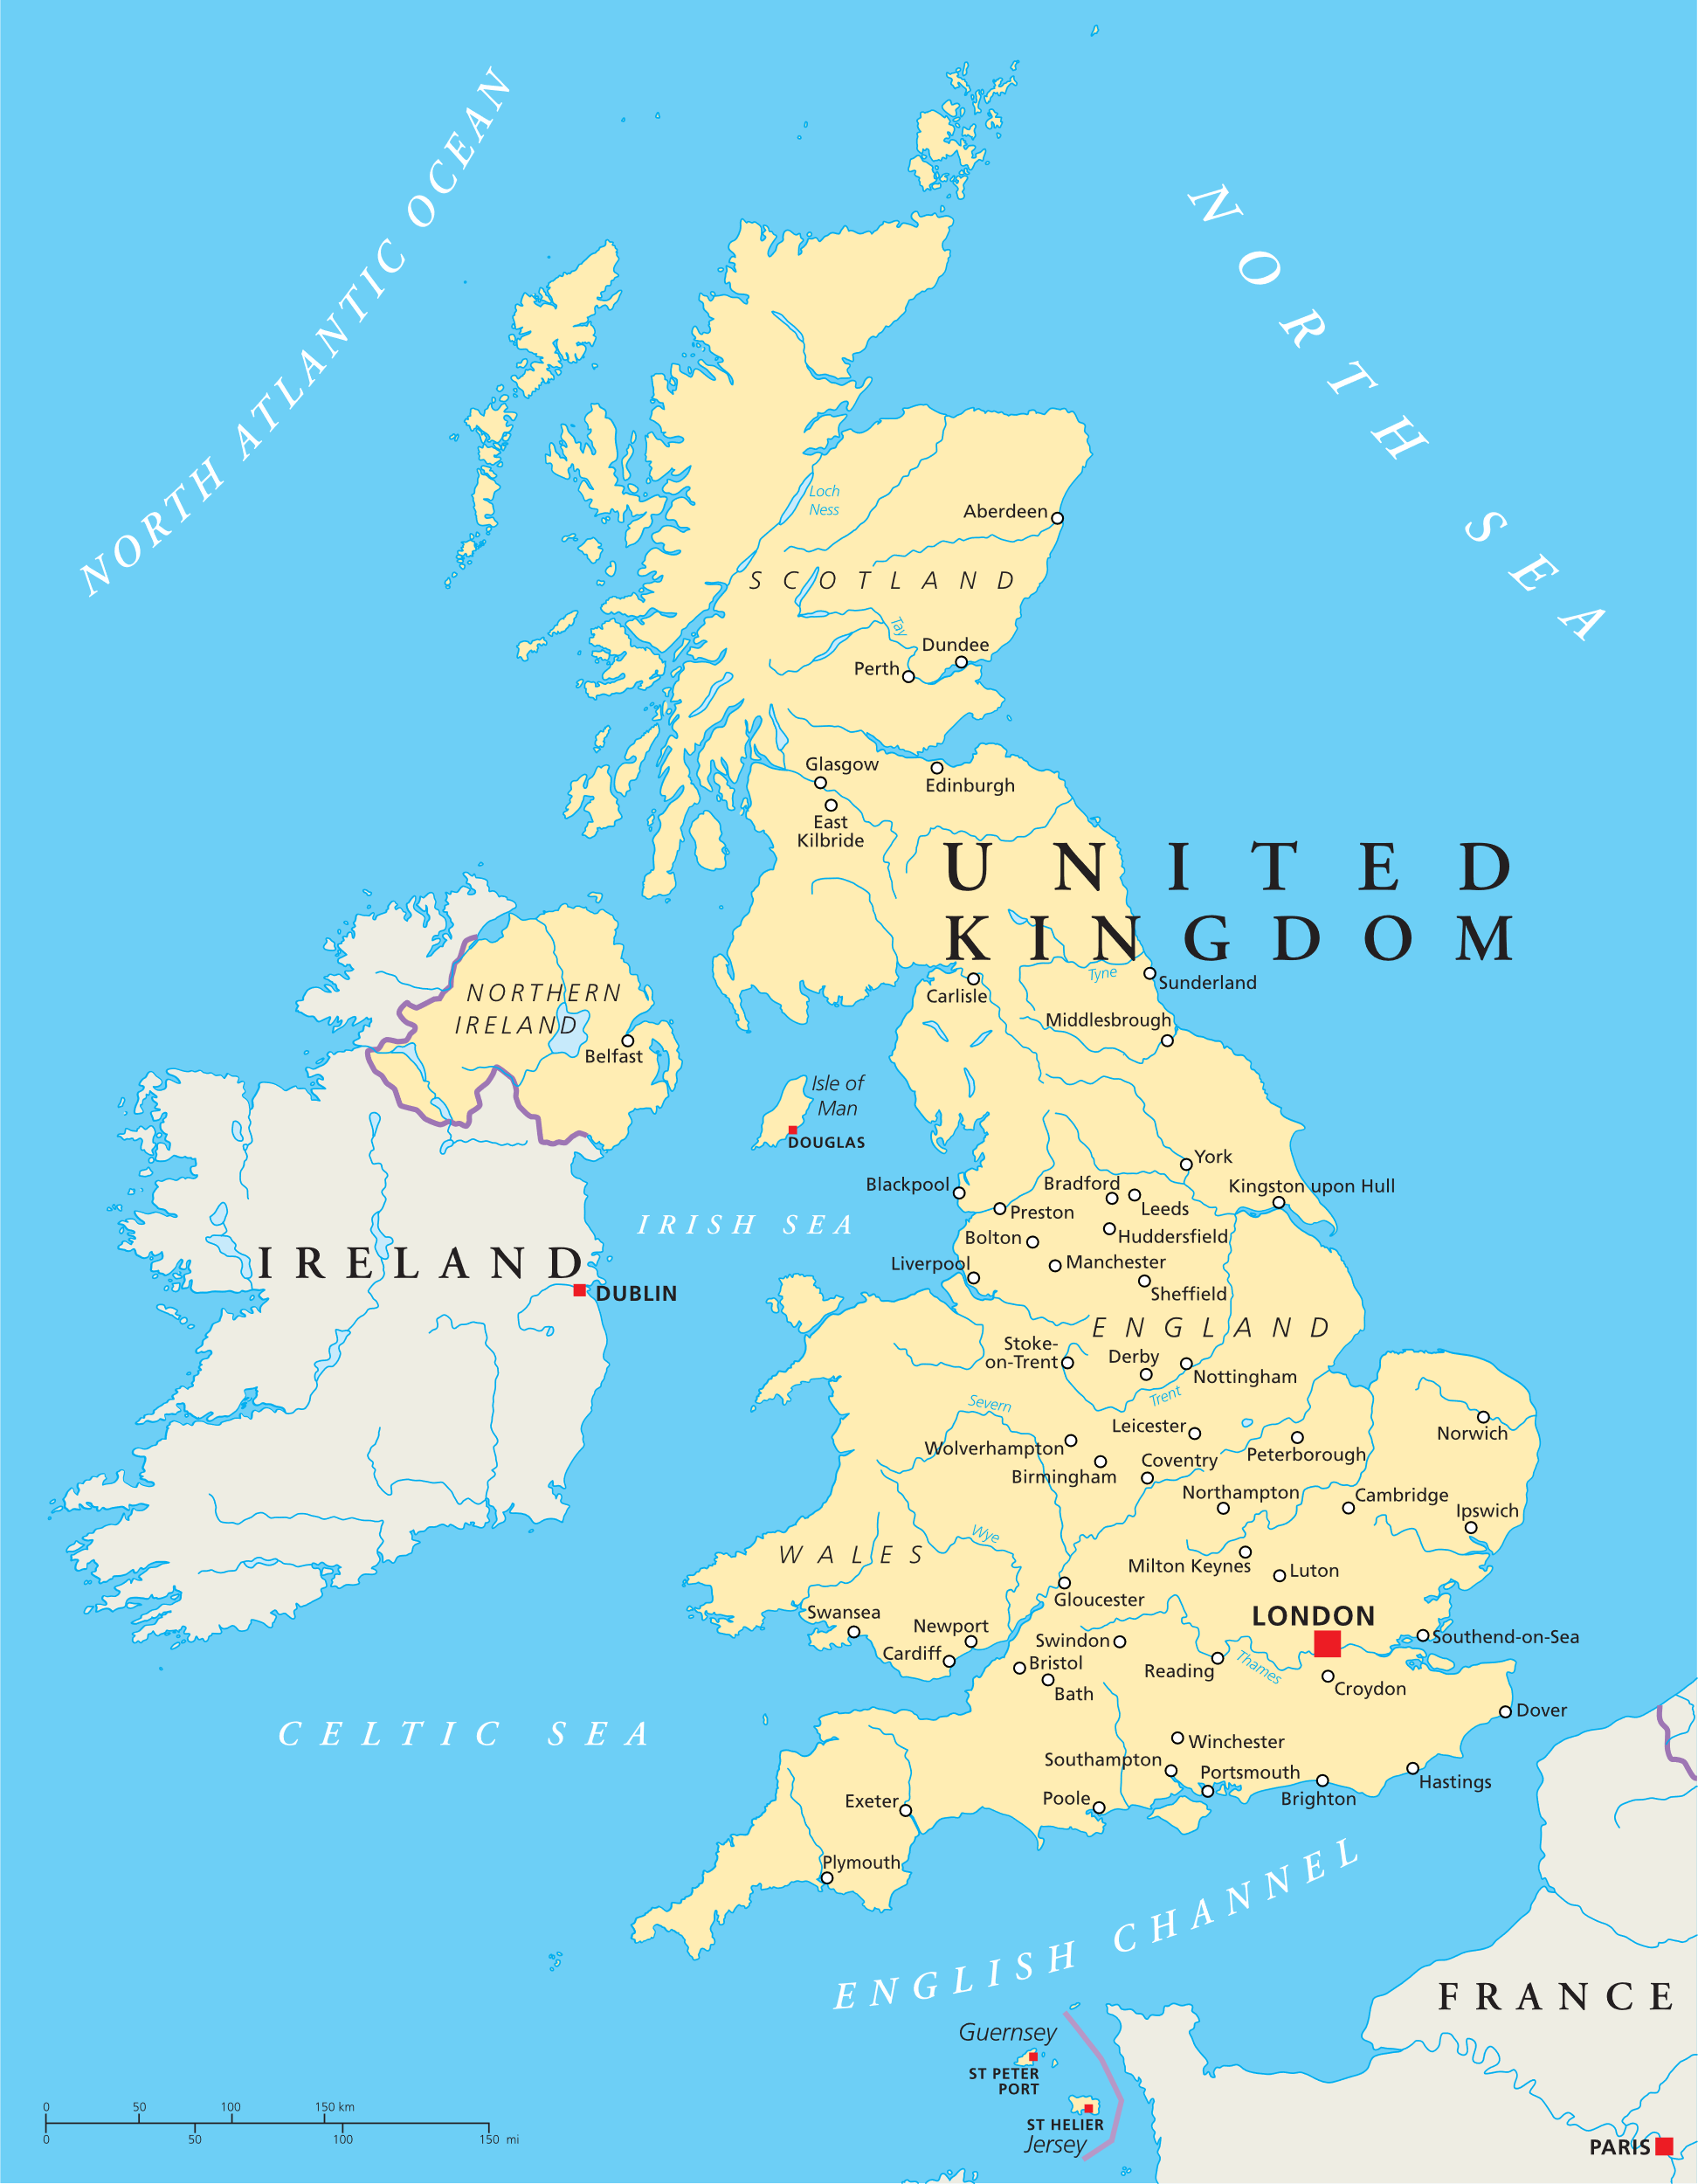 NORTH ATLANTIC OCEAN
NORTH SEA
Loch
Ness
Aberdeen
SCOTLAND
Tay
Dundee
Perth
Glasgow
Edinburgh
East
Kilbride
UNITED
KINGDOM
Tyne
Sunderland
Carlisle
NORTHERN
IRELAND
Middlesbrough
Belfast
Isle of
Man
DOUGLAS
York
Blackpool
Bradford
Kingston upon Hull
Preston
Leeds
IRISH SEA
Bolton
Huddersfield
IRELAND
Liverpool
Manchester
DUBLIN
Sheffield
ENGLAND
Stoke-
on-Trent
Derby
Nottingham
Trent
Severn
Leicester
Norwich
Wolverhampton
Peterborough
Birmingham
Coventry
Northampton
Cambridge
Ipswich
Wye
WALES
Milton Keynes
Luton
Gloucester
Swansea
LONDON
Newport
Swindon
Southend-on-Sea
Cardiff
Bristol
Reading
Thames
Bath
Croydon
Dover
CELTIC SEA
Winchester
Southampton
Portsmouth
Hastings
Exeter
Poole
Brighton
Plymouth
ENGLISH CHANNEL
FRANCE
Guernsey
ST PETER
PORT
ST HELIER
Jersey
PARIS
0 50 100 150 km
0 50 100 150 mi